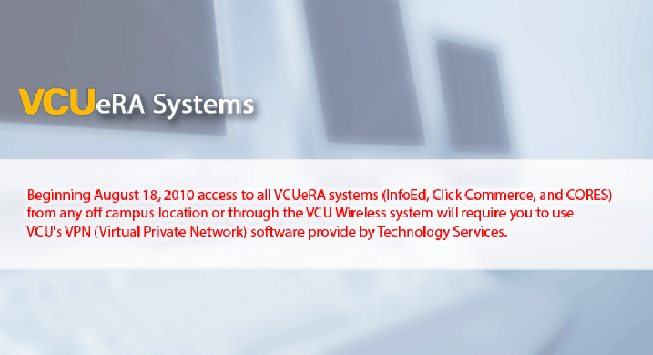 VCUeRA Systems
Beginning August 18, 2010 access to all VCUeRA systems (InfoEd, Click Commerce, and CORES)
from any off campus location or through the VCU Wireless system will require you to use
VCU's VPN (Virtual Private Network) software provide by Technology Services.